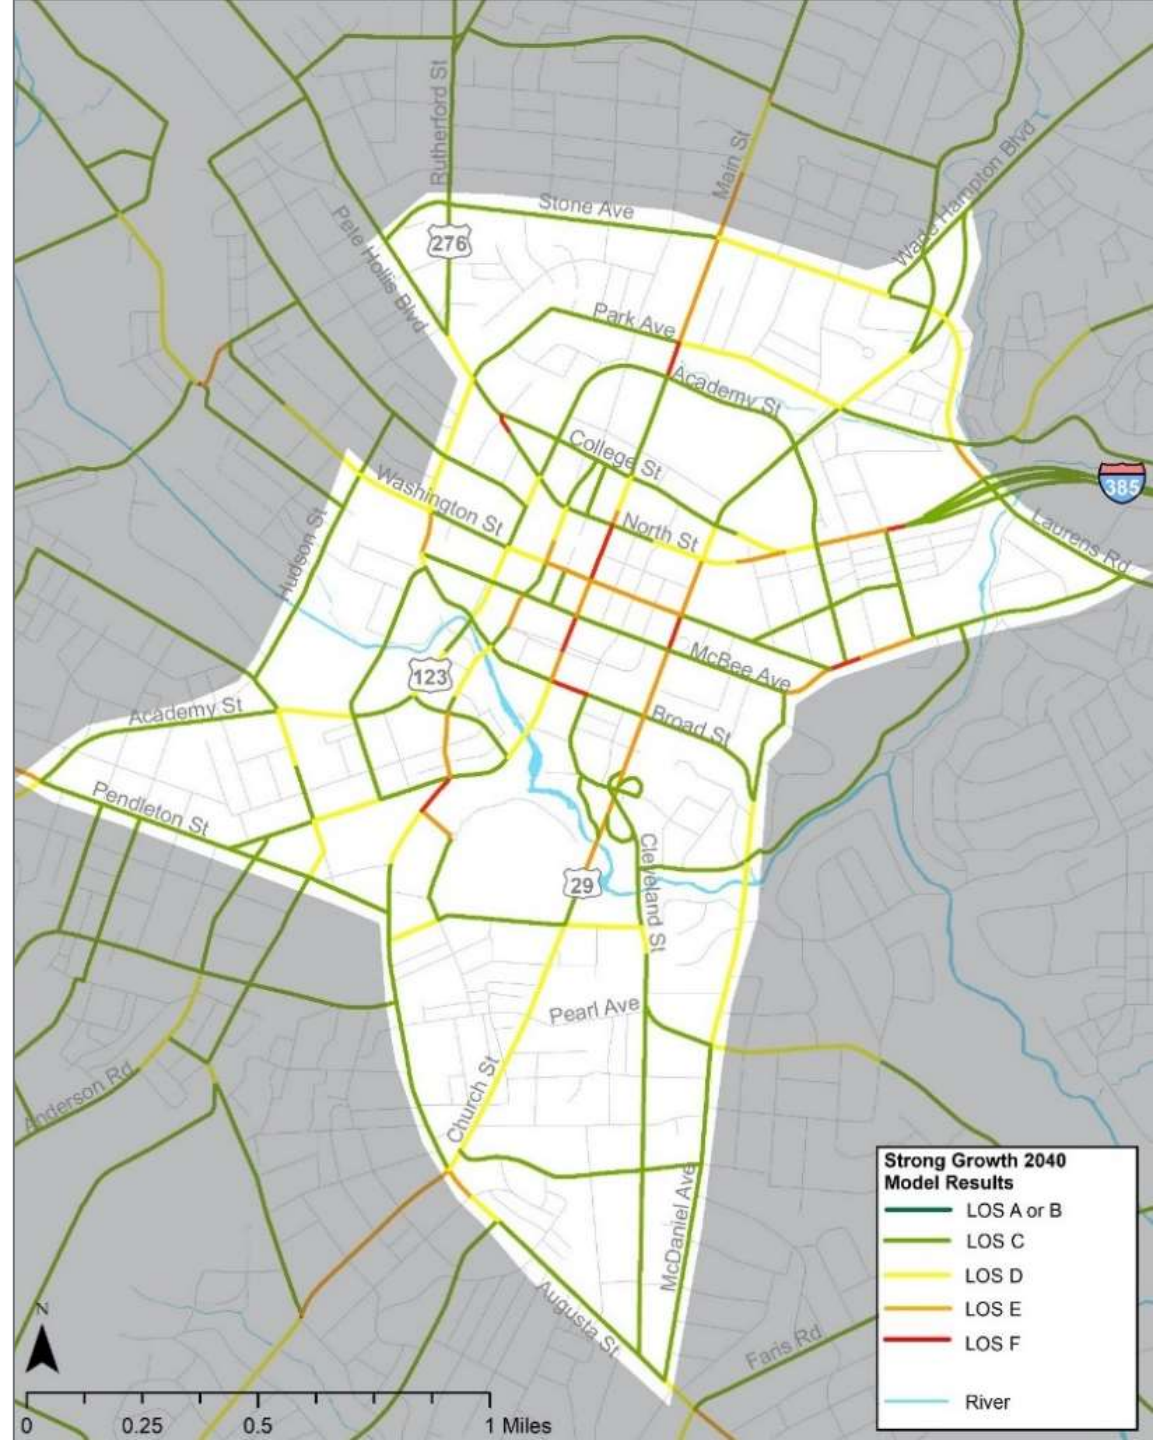 Rutherford St
Main St
Wade Hampton Blvd
Stone Ave
276
Pete Hollis Blvd
Park Ave
Academy St
College St
Washington St
385
North St
Laurens Rd
Hudson St
McBee Ave
123
Academy St
Broad St
Pendleton St
Cleveland St
29
Pearl Ave
Anderson Rd
Church St
McDaniel Ave
Augusta St
Faris Rd
Strong Growth 2040
Model Results
LOS A or B
LOS C
LOS D
LOS E
LOS F
River
N
0 0.25 0.5 1 Miles